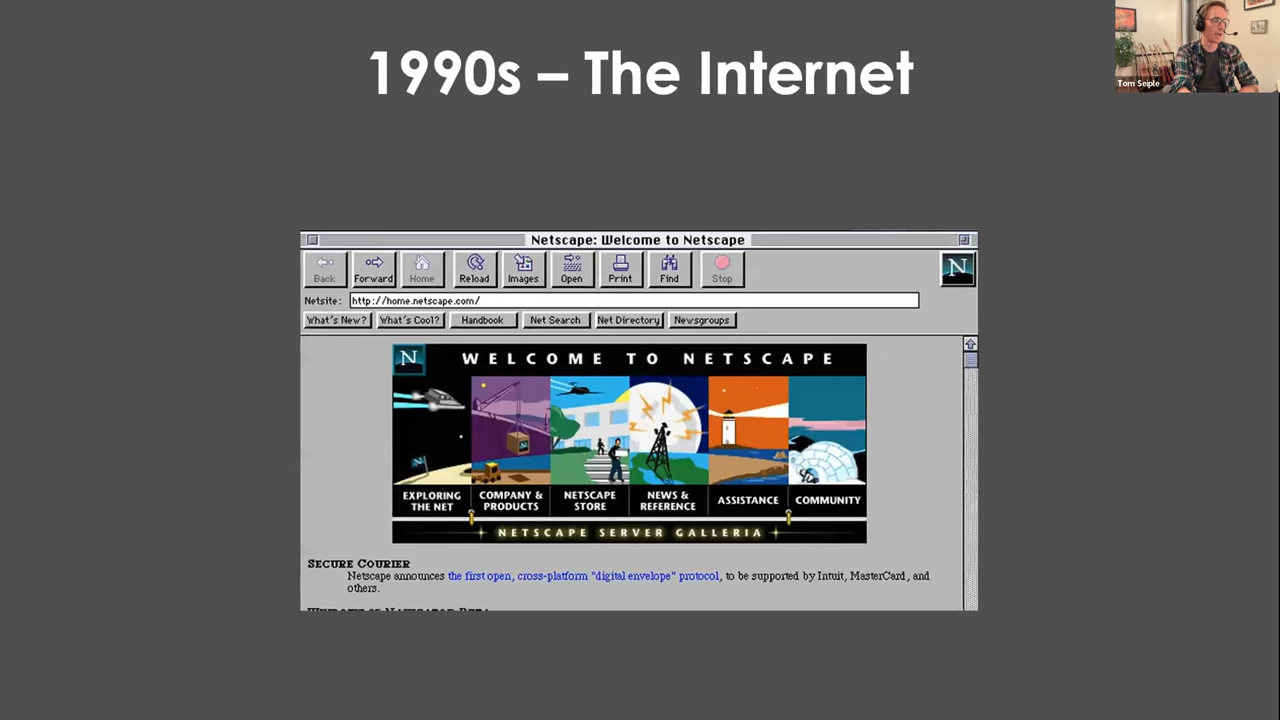 1990s – The Internet
Tom Seiple
Netscape: Welcome to Netscape
Back Forward Home Reload Images Open Print Find Stop
N
Netsite: http://home.netscape.com/
What's New? What's Cool? Handbook Net Search Net Directory Newsgroups
N WELCOME TO NETSCAPE
EXPLORING THE NET
COMPANY & PRODUCTS
NETSCAPE STORE
NEWS & REFERENCE
ASSISTANCE
COMMUNITY
NETSCAPE SERVER GALLERIA
SECURE COURIER
Netscape announces the first open, cross-platform "digital envelope" protocol, to be supported by Intuit, MasterCard, and
others.